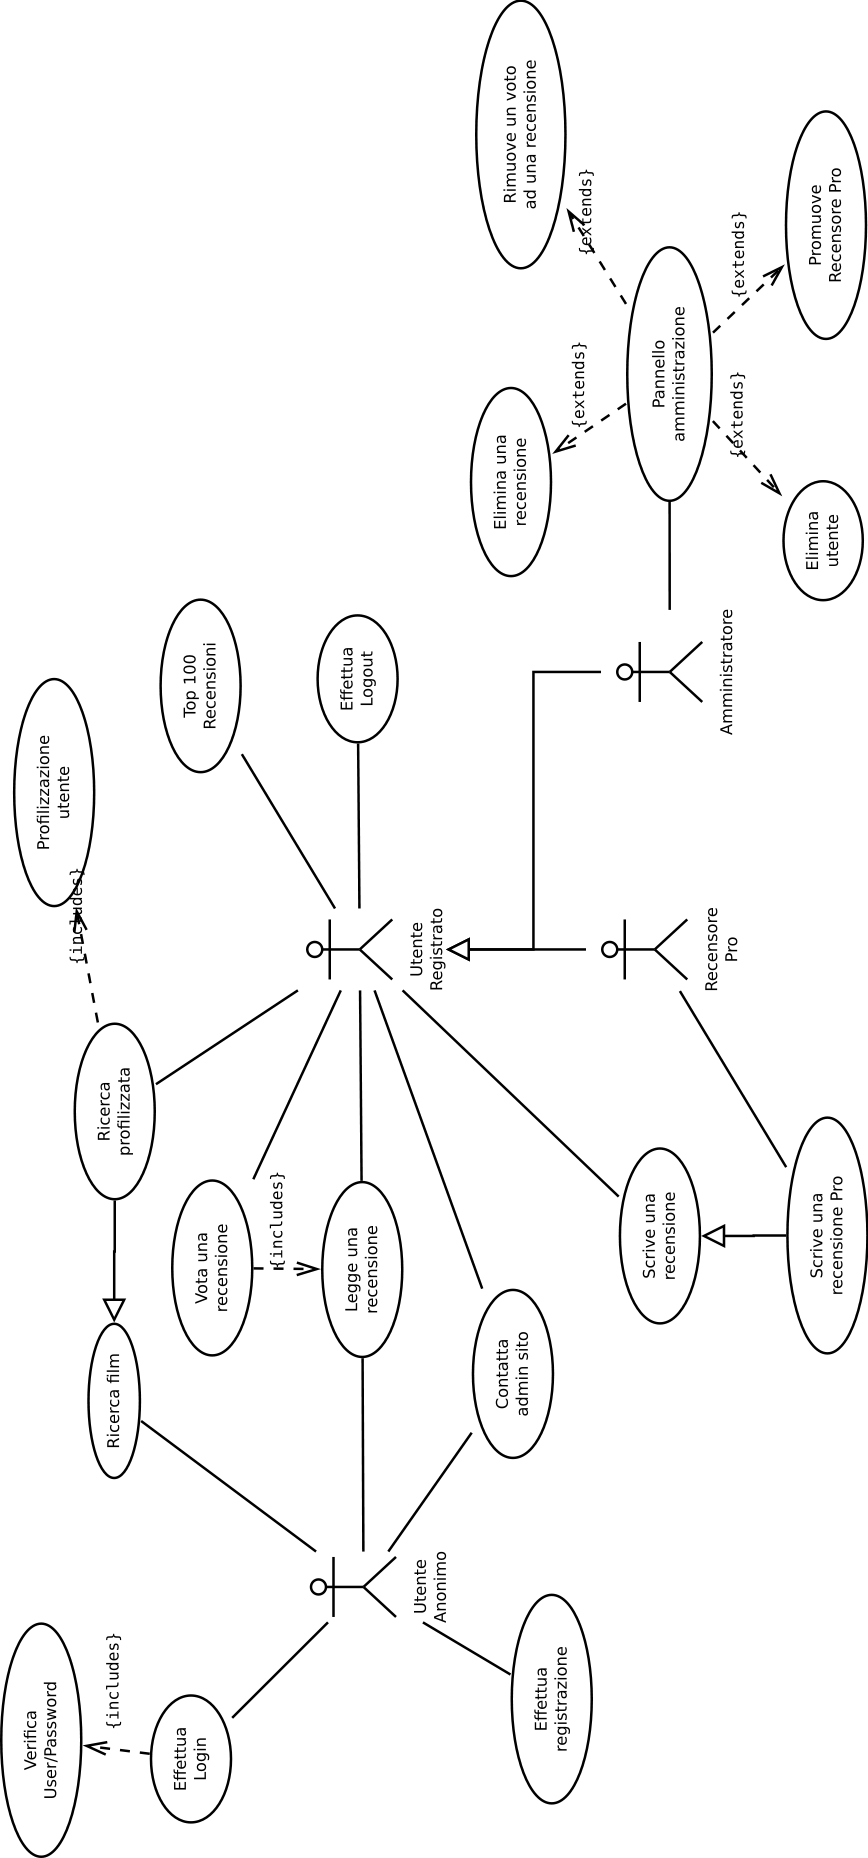 Verifica
User/Password
{includes}
Effettua
Login
Ricerca film
Utente
Anonimo
Effettua
registrazione
Ricerca
profilizzata
{includes}
Profilizzazione
utente
Vota una
recensione
{includes}
Legge una
recensione
Contatta
admin sito
Utente
Registrato
Top 100
Recensioni
Effettua
Logout
Scrive una
recensione
Scrive una
recensione Pro
Recensore
Pro
Amministratore
Elimina una
recensione
{extends}
Rimuove un voto
ad una recensione
{extends}
Pannello
amministrazione
{extends}
Elimina
utente
{extends}
Promuove
Recensore Pro